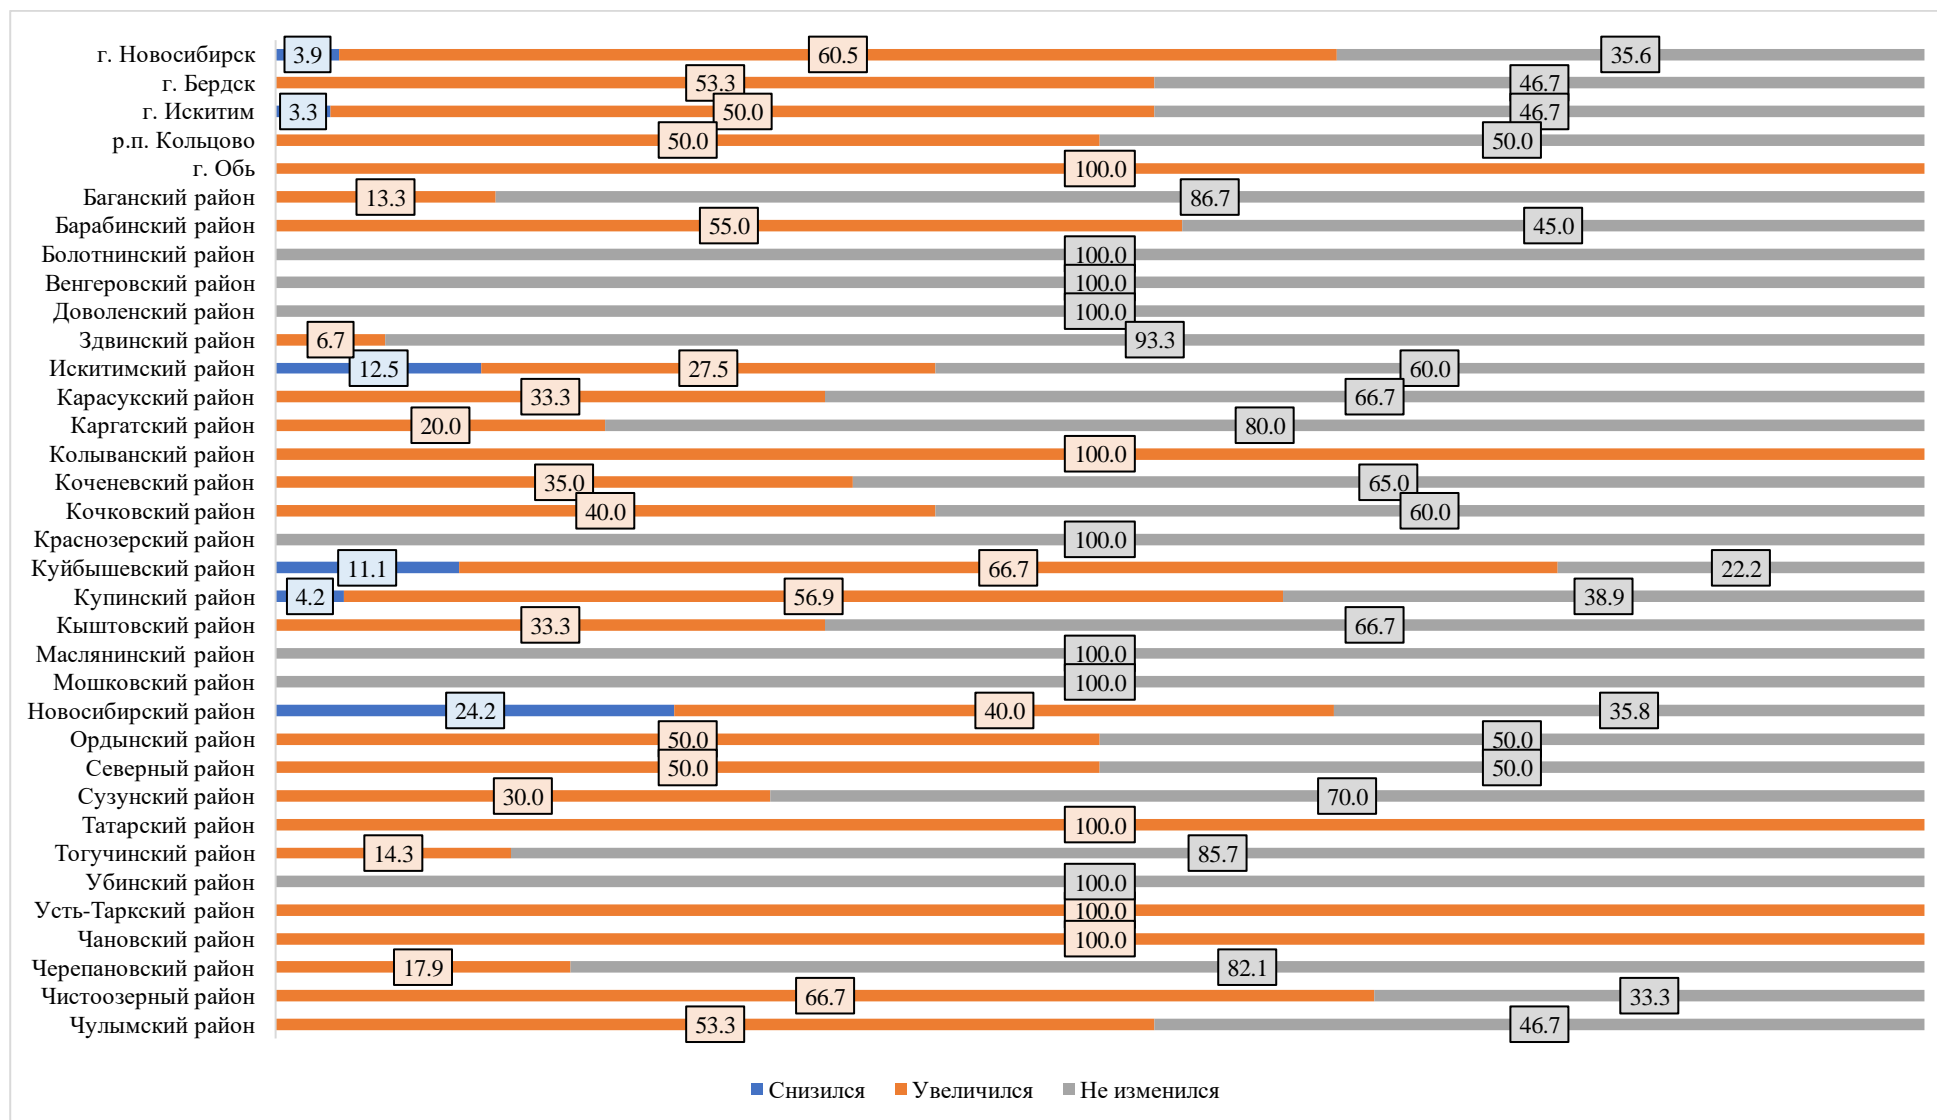 г. Новосибирск 3.9 60.5 35.6
г. Бердск 53.3 46.7
г. Искитим 3.3 50.0 46.7
р.п. Кольцово 50.0 50.0
г. Обь 100.0
Баганский район 13.3 86.7
Барабинский район 55.0 45.0
Болотнинский район 100.0
Венгеровский район 100.0
Доволенский район 100.0
Здвинский район 6.7 93.3
Искитимский район 12.5 27.5 60.0
Карасукский район 33.3 66.7
Каргатский район 20.0 80.0
Колыванский район 100.0
Коченевский район 35.0 65.0
Кочковский район 40.0 60.0
Краснозерский район 100.0
Куйбышевский район 11.1 66.7 22.2
Купинский район 4.2 56.9 38.9
Кыштовский район 33.3 66.7
Маслянинский район 100.0
Мошковский район 100.0
Новосибирский район 24.2 40.0 35.8
Ордынский район 50.0 50.0
Северный район 50.0 50.0
Сузунский район 30.0 70.0
Татарский район 100.0
Тогучинский район 14.3 85.7
Убинский район 100.0
Усть-Таркский район 100.0
Чановский район 100.0
Черепановский район 17.9 82.1
Чистоозерный район 66.7 33.3
Чулымский район 53.3 46.7
Снизился Увеличился Не изменился